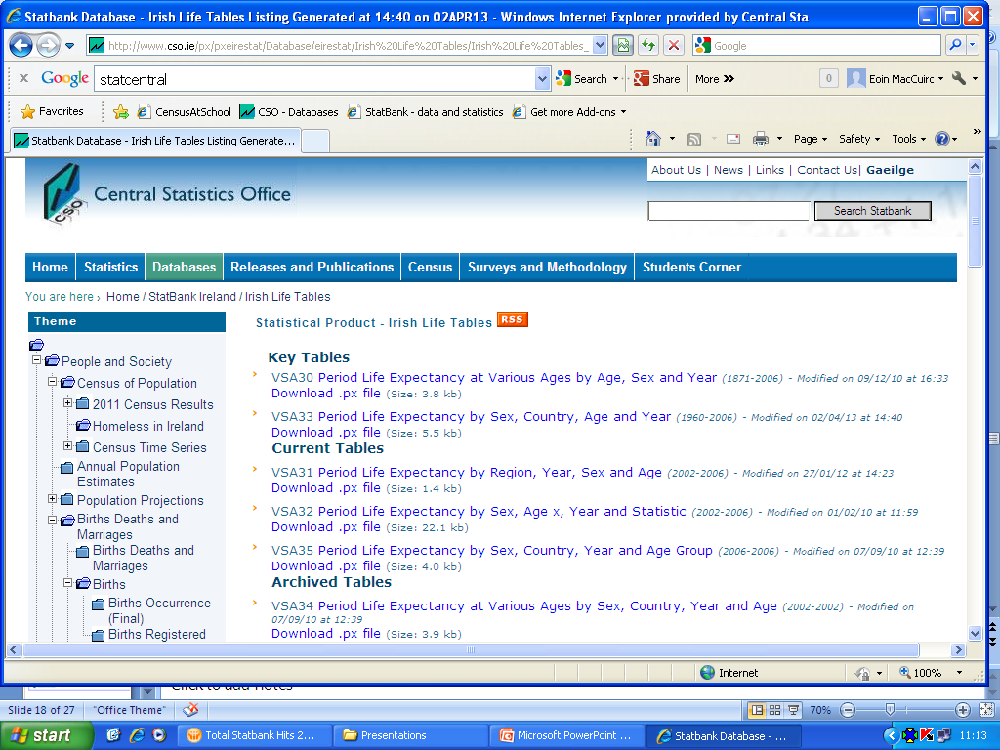 Statbank Database - Irish Life Tables Listing Generated at 14:40 on 02APR13 - Windows Internet Explorer provided by Central Sta
http://www.cso.ie/px/pxeirestat/Database/eirestat/Irish%20Life%20Tables/Irish%20Life%20Tables_
Google
Google
statcentral
Search
Share
More »
0
Eoin MacCuirc
Favorites
CensusAtSchool
CSO - Databases
StatBank - data and statistics
Get more Add-ons
Statbank Database - Irish Life Tables Listing Generate...
Page
Safety
Tools
»
CSO
Central Statistics Office
About Us | News | Links | Contact Us| Gaeilge
Search Statbank
Home
Statistics
Databases
Releases and Publications
Census
Surveys and Methodology
Students Corner
You are here › Home / StatBank Ireland / Irish Life Tables
Theme
People and Society
Census of Population
2011 Census Results
Homeless in Ireland
Census Time Series
Annual Population
Estimates
Population Projections
Births Deaths and
Marriages
Births Deaths and
Marriages
Births
Births Occurrence
(Final)
Births Registered
Statistical Product - Irish Life Tables RSS
Key Tables
VSA30 Period Life Expectancy at Various Ages by Age, Sex and Year (1871-2006) - Modified on 09/12/10 at 16:33
Download .px file (Size: 3.8 kb)
VSA33 Period Life Expectancy by Sex, Country, Age and Year (1960-2006) - Modified on 02/04/13 at 14:40
Download .px file (Size: 5.5 kb)
Current Tables
VSA31 Period Life Expectancy by Region, Year, Sex and Age (2002-2006) - Modified on 27/01/12 at 14:23
Download .px file (Size: 1.4 kb)
VSA32 Period Life Expectancy by Sex, Age x, Year and Statistic (2002-2006) - Modified on 01/02/10 at 11:59
Download .px file (Size: 22.1 kb)
VSA35 Period Life Expectancy by Sex, Country, Year and Age Group (2006-2006) - Modified on 07/09/10 at 12:39
Download .px file (Size: 4.0 kb)
Archived Tables
VSA34 Period Life Expectancy at Various Ages by Sex, Country, Year and Age (2002-2002) - Modified on
07/09/10 at 12:39
Download .px file (Size: 3.9 kb)
Internet
100%
Click to add notes
Slide 18 of 27
"Office Theme"
70%
start
Total Statbank Hits 2...
Presentations
Microsoft PowerPoint ...
Statbank Database - ...
11:13